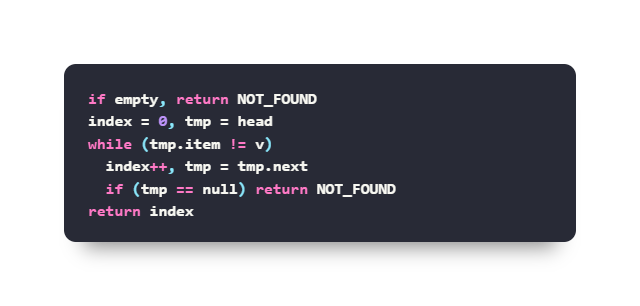 if empty, return NOT_FOUND
index = 0, tmp = head
while (tmp.item != v)
  index++, tmp = tmp.next
  if (tmp == null) return NOT_FOUND
return index